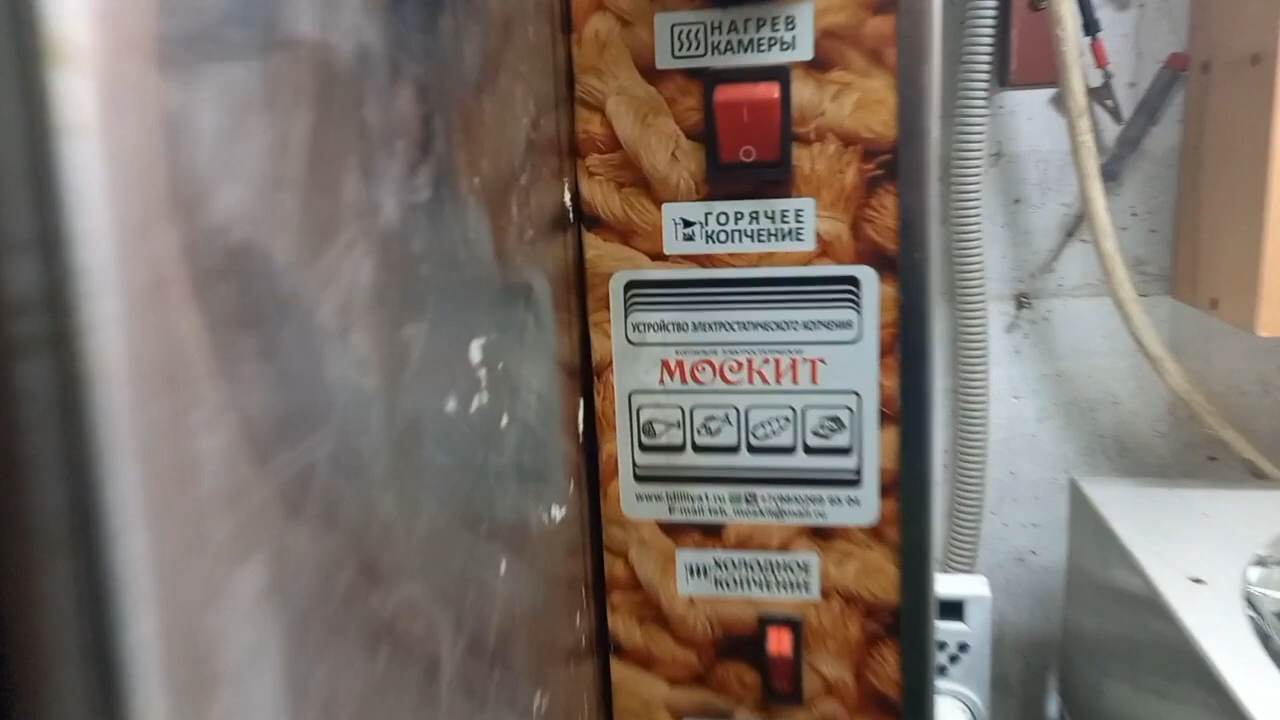 НАГРЕВ
КАМЕРЫ
ГОРЯЧЕЕ
КОПЧЕНИЕ
УСТРОЙСТВО ЭЛЕКТРОСТАТИЧЕСКОГО КОПЧЕНИЯ
МОСКИТ
ХОЛОДНОЕ
КОПЧЕНИЕ